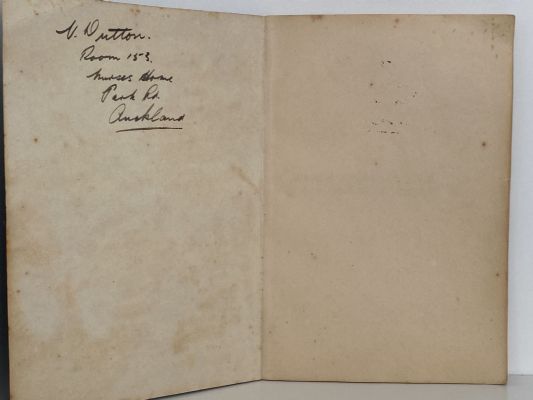 V. Dutton.
Room 153.
Nurses Home
Park Rd.
Auckland